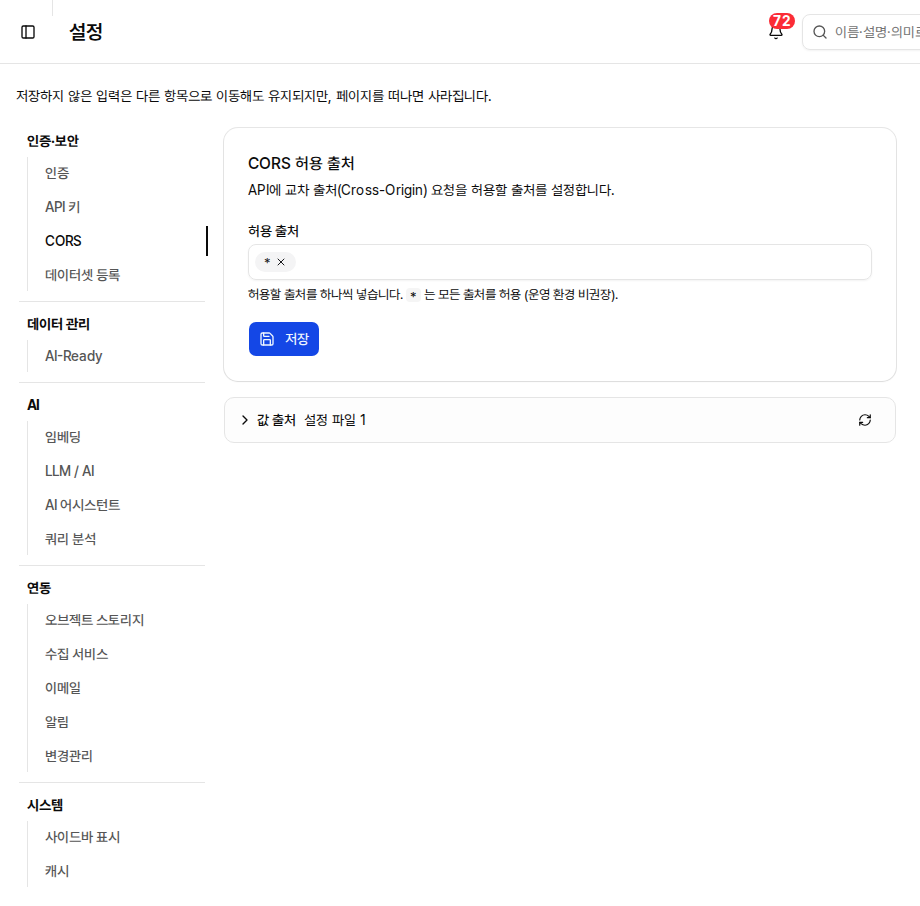 설정
72
이름·설명·의미로
저장하지 않은 입력은 다른 항목으로 이동해도 유지되지만, 페이지를 떠나면 사라집니다.
인증·보안
인증
API 키
CORS
데이터셋 등록
데이터 관리
AI-Ready
AI
임베딩
LLM / AI
AI 어시스턴트
쿼리 분석
연동
오브젝트 스토리지
수집 서비스
이메일
알림
변경관리
시스템
사이드바 표시
캐시
CORS 허용 출처
API에 교차 출처(Cross-Origin) 요청을 허용할 출처를 설정합니다.
허용 출처
*
허용할 출처를 하나씩 넣습니다. * 는 모든 출처를 허용 (운영 환경 비권장).
저장
값 출처 설정 파일 1